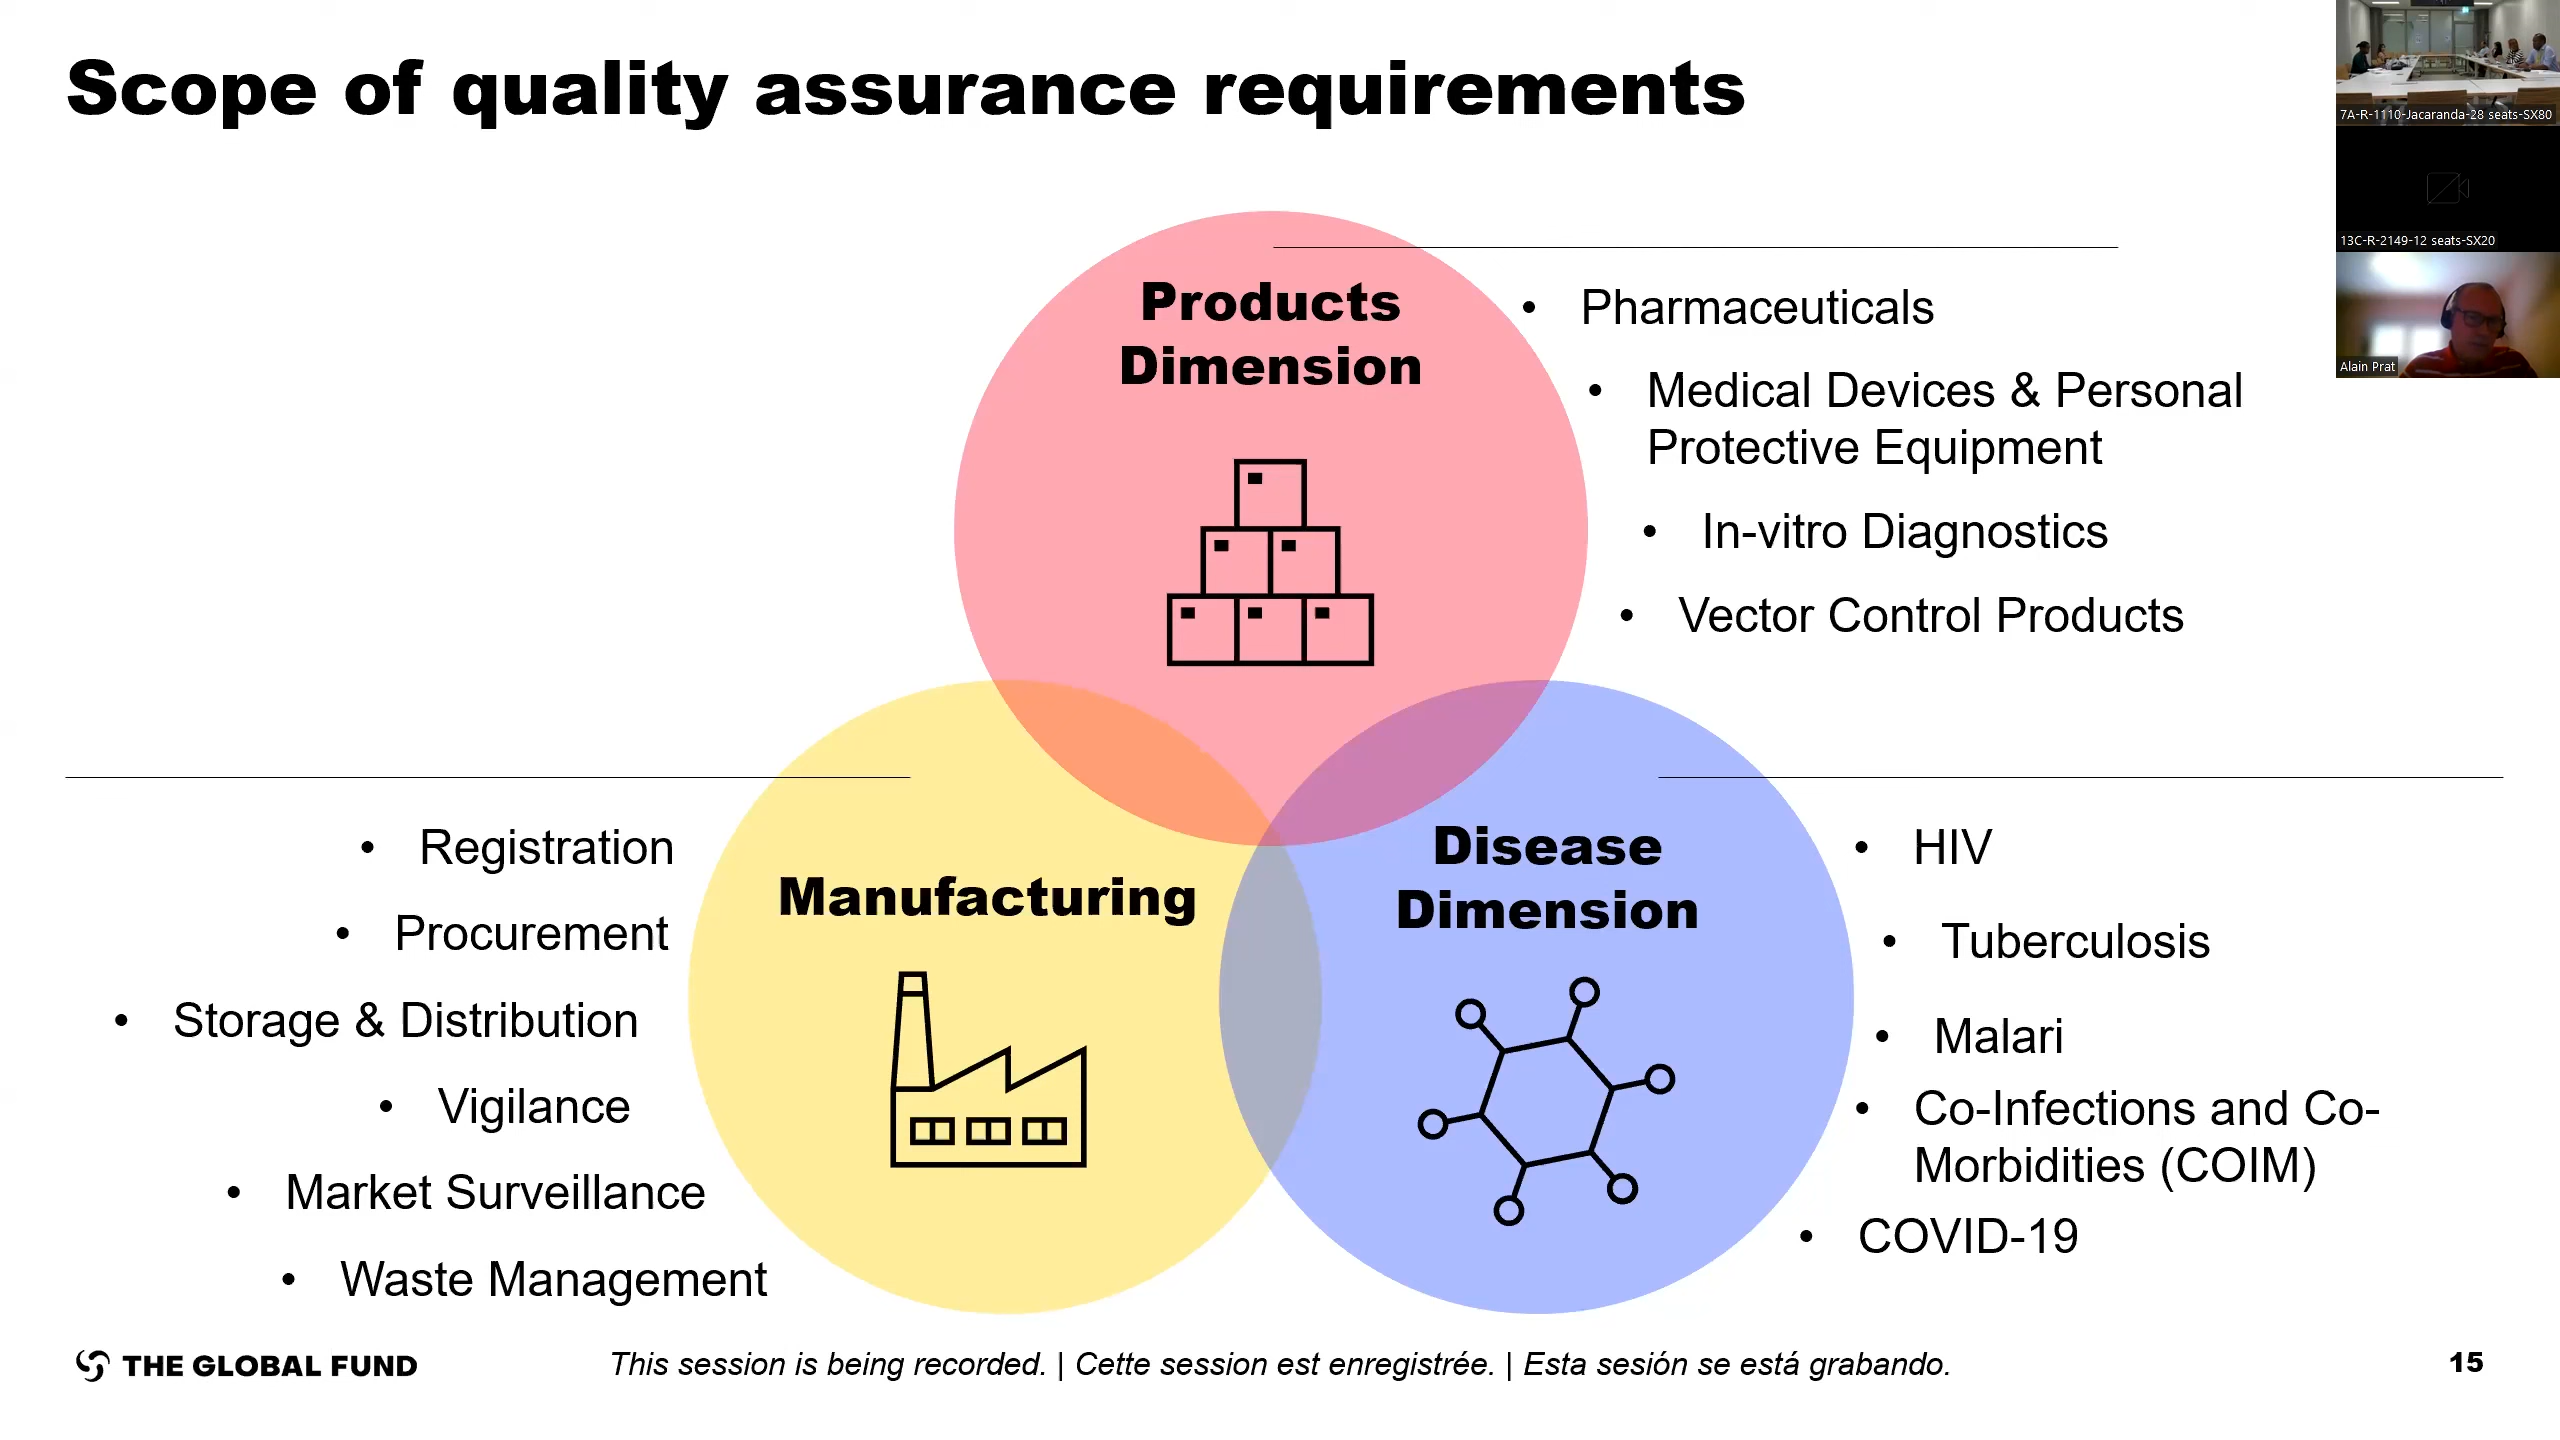 Scope of quality assurance requirements
7A-R-1110-Jacaranda-28 seats-SX80
13C-R-2149-12 seats-SX20
Alain Prat
Products
Dimension
• Pharmaceuticals
• Medical Devices & Personal
Protective Equipment
• In-vitro Diagnostics
• Vector Control Products
• Registration
• Procurement
• Storage & Distribution
• Vigilance
• Market Surveillance
• Waste Management
Manufacturing
Disease
Dimension
• HIV
• Tuberculosis
• Malari
• Co-Infections and Co-
Morbidities (COIM)
• COVID-19
THE GLOBAL FUND
This session is being recorded. | Cette session est enregistrée. | Esta sesión se está grabando.
15